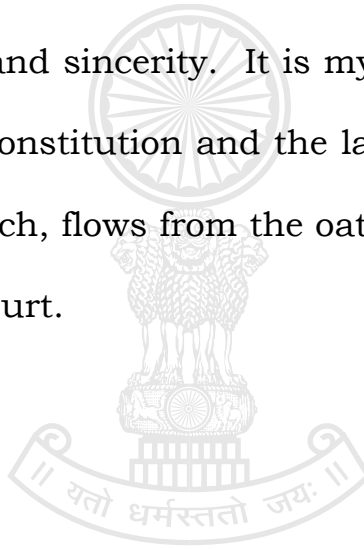 and sincerity. It is my
onstitution and the la
ch, flows from the oat
urt.
॥ यतो धर्मस्ततो जयः ॥